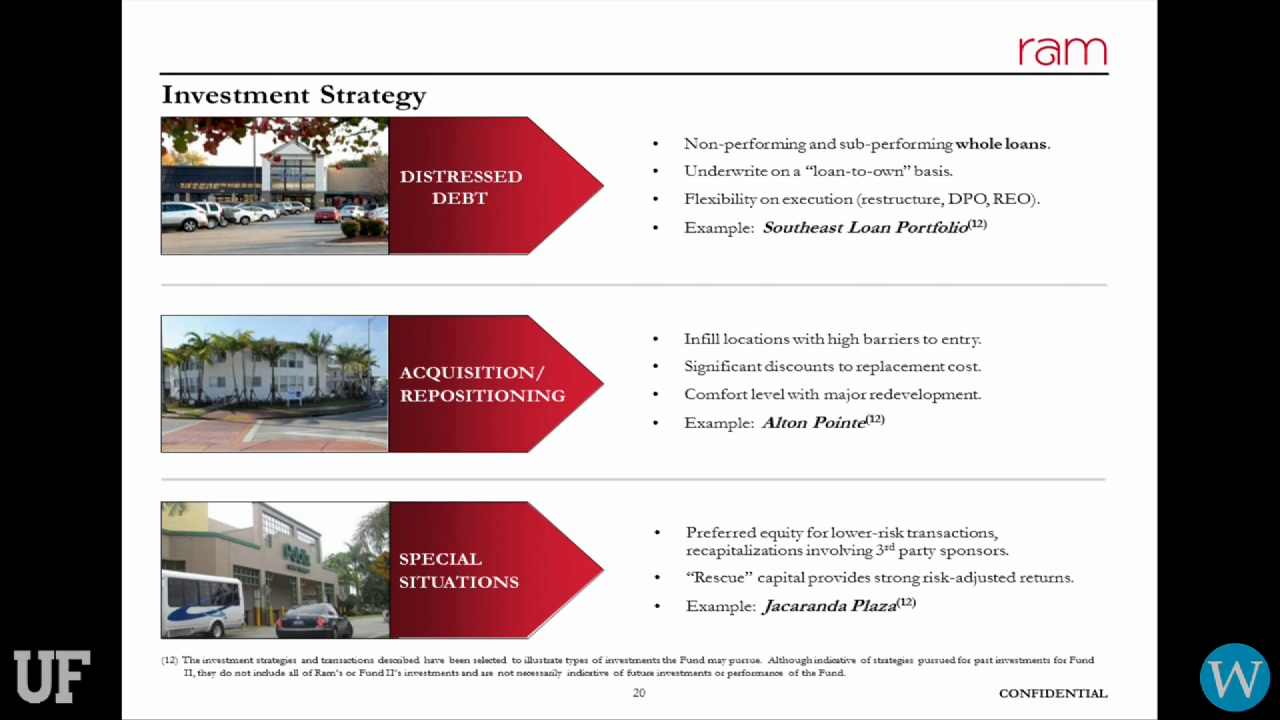 ram
Investment Strategy
DISTRESSED
DEBT
• Non-performing and sub-performing whole loans.
• Underwrite on a “loan-to-own” basis.
• Flexibility on execution (restructure, DPO, REO).
• Example: Southeast Loan Portfolio(12)
ACQUISITION/
REPOSITIONING
• Infill locations with high barriers to entry.
• Significant discounts to replacement cost.
• Comfort level with major redevelopment.
• Example: Alton Pointe(12)
SPECIAL
SITUATIONS
• Preferred equity for lower-risk transactions,
recapitalizations involving 3rd party sponsors.
• “Rescue” capital provides strong risk-adjusted returns.
• Example: Jacaranda Plaza(12)
(12) The investment strategies and transactions described have been selected to illustrate types of investments the Fund may pursue. Although indicative of strategies pursued for past investments for Fund
II, they do not include all of Ram’s or Fund II’s investments and are not necessarily indicative of future investments or performance of the Fund.
20
CONFIDENTIAL
UF
W